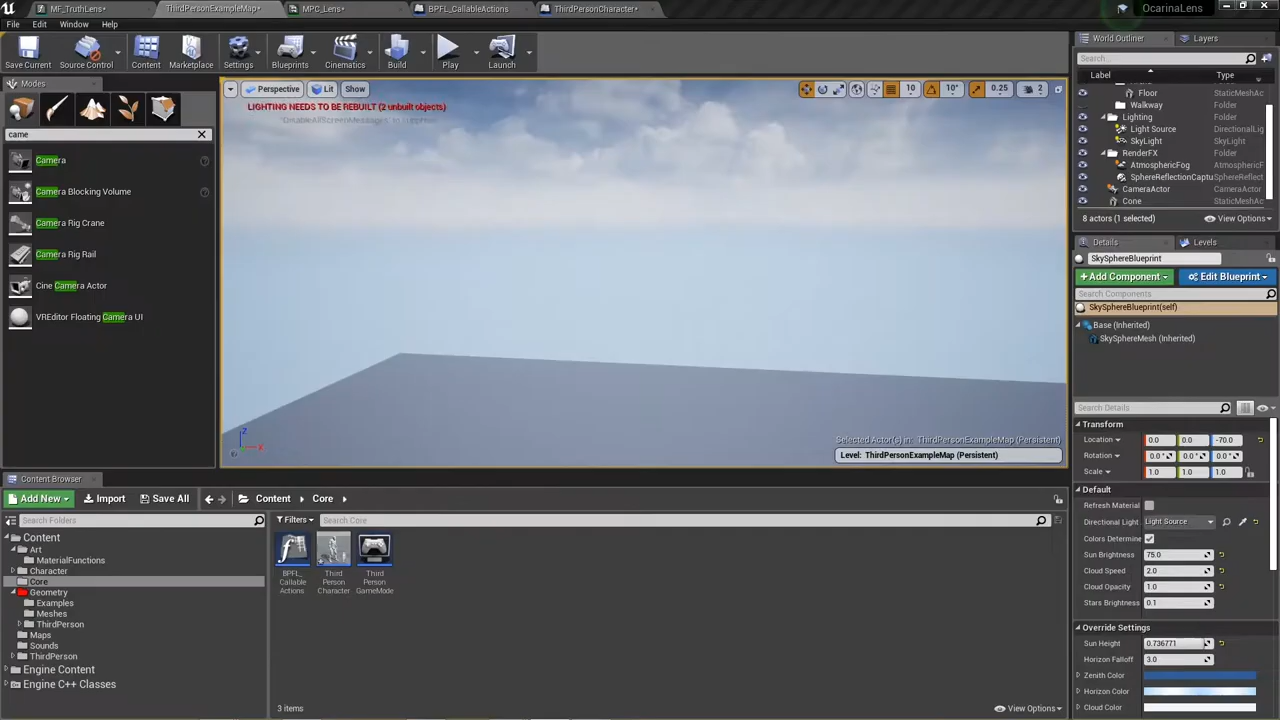 MF_TruthLens*
ThirdPersonExampleMap*
MPC_Lens*
BPFL_CallableActions
ThirdPersonCharacter*
OcarinaLens
File
Edit
Window
Help
Save Current
Source Control
Content
Marketplace
Settings
Blueprints
Cinematics
Build
Play
Launch
Modes
came
Camera
Camera Blocking Volume
Camera Rig Crane
Camera Rig Rail
Cine Camera Actor
VREditor Floating Camera UI
Perspective
Lit
Show
10
10°
0.25
2
LIGHTING NEEDS TO BE REBUILT (2 unbuilt objects)
'DisableAllScreenMessages' to suppress
Z
X
Selected Actor(s) in: ThirdPersonExampleMap (Persistent)
Level: ThirdPersonExampleMap (Persistent)
World Outliner
Layers
Search...
Label
Type
Floor
StaticMeshAc
Walkway
Folder
Lighting
Folder
Light Source
DirectionalLig
SkyLight
SkyLight
RenderFX
Folder
AtmosphericFog
AtmosphericF
SphereReflectionCaptu
SphereReflect
CameraActor
CameraActor
Cone
StaticMeshAc
8 actors (1 selected)
View Options
Details
Levels
SkySphereBlueprint
+Add Component
Edit Blueprint
Search Components
SkySphereBlueprint(self)
Base (Inherited)
SkySphereMesh (Inherited)
Search Details
Transform
Location
0.0
0.0
-70.0
Rotation
0.0 °
0.0 °
0.0 °
Scale
1.0
1.0
1.0
Default
Refresh Material
Directional Light
Light Source
Colors Determine
Sun Brightness
75.0
Cloud Speed
2.0
Cloud Opacity
1.0
Stars Brightness
0.1
Override Settings
Sun Height
0.736771
Horizon Falloff
3.0
Zenith Color
Horizon Color
Cloud Color
Content Browser
Add New
Import
Save All
Content
Core
Search Folders
Filters
Search Core
Content
Art
MaterialFunctions
Character
Core
Geometry
Examples
Meshes
ThirdPerson
Maps
Sounds
ThirdPerson
Engine Content
Engine C++ Classes
BPFL_
Callable
Actions
Third
Person
Character
Third
Person
GameMode
3 items
View Options